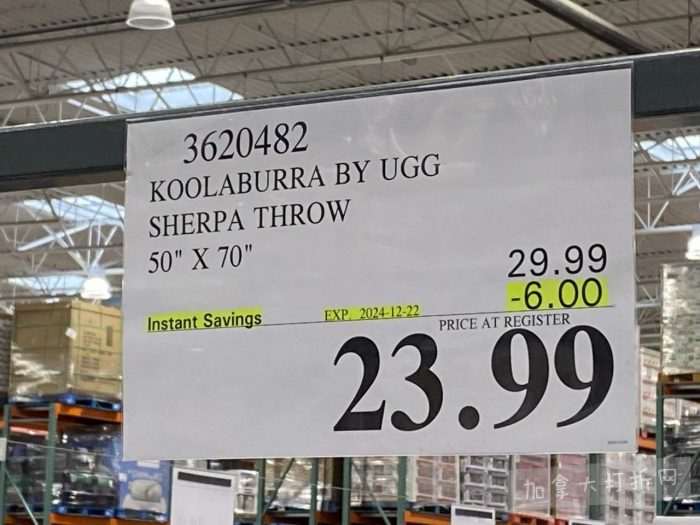 3620482
KOOLABURRA BY UGG
SHERPA THROW
50" X 70"
29.99
-6.00
Instant Savings EXP. 2024-12-22
PRICE AT REGISTER
23.99
加拿大打折网